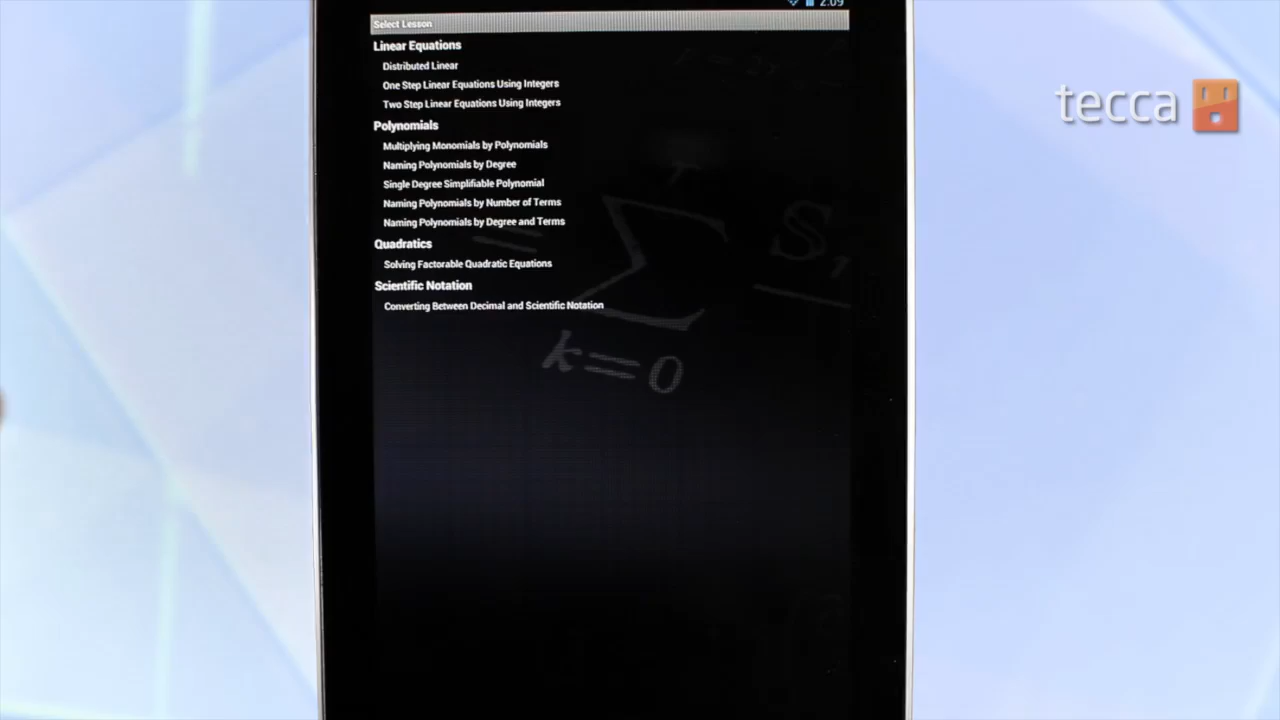 2:09
Select Lesson
tecca
Linear Equations
Distributed Linear
One Step Linear Equations Using Integers
Two Step Linear Equations Using Integers
Polynomials
Multiplying Monomials by Polynomials
Naming Polynomials by Degree
Single Degree Simplifiable Polynomial
Naming Polynomials by Number of Terms
Naming Polynomials by Degree and Terms
Quadratics
Solving Factorable Quadratic Equations
Scientific Notation
Converting Between Decimal and Scientific Notation
= ∑ S₁
k=0